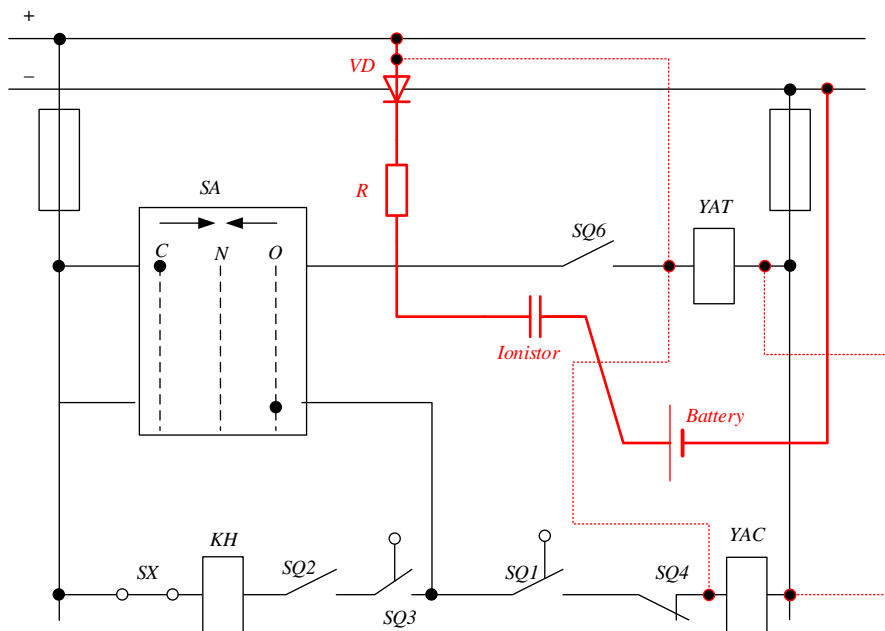 +
VD
−
SA
R
YAT
C N O
SQ6
Ionistor
Battery
KH
YAC
SX
SQ2
SQ1
SQ4
SQ3